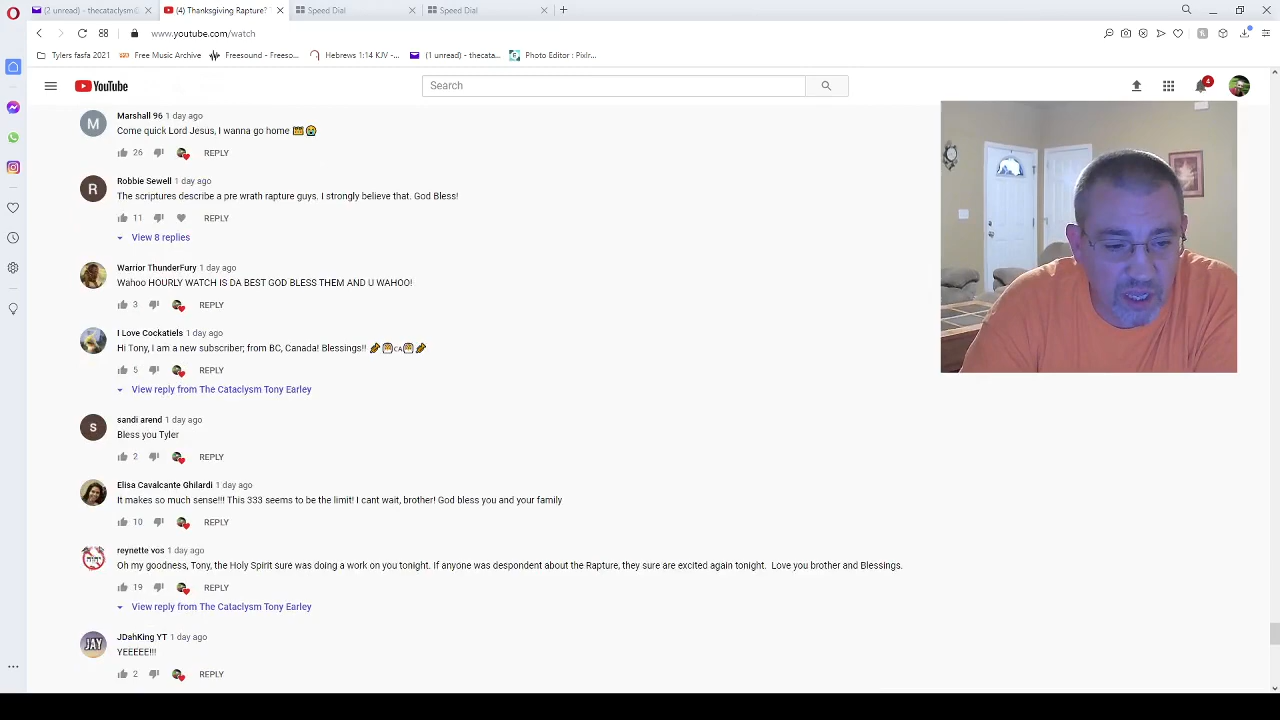 (2 unread) - thecataclysm@
(4) Thanksgiving Rapture?
Speed Dial
Speed Dial
www.youtube.com/watch
Tylers fasfa 2021
Free Music Archive
Freesound - Freeso...
Hebrews 1:14 KJV -...
(1 unread) - thecata...
Photo Editor : Pixlr...
YouTube
Search
4
M
Marshall 96 1 day ago
Come quick Lord Jesus, I wanna go home
26 REPLY
R
Robbie Sewell 1 day ago
The scriptures describe a pre wrath rapture guys. I strongly believe that. God Bless!
11 REPLY
View 8 replies
Warrior ThunderFury 1 day ago
Wahoo HOURLY WATCH IS DA BEST GOD BLESS THEM AND U WAHOO!
3 REPLY
I Love Cockatiels 1 day ago
Hi Tony, I am a new subscriber; from BC, Canada! Blessings!! CA
5 REPLY
View reply from The Cataclysm Tony Earley
S
sandi arend 1 day ago
Bless you Tyler
2 REPLY
Elisa Cavalcante Ghilardi 1 day ago
It makes so much sense!!! This 333 seems to be the limit! I cant wait, brother! God bless you and your family
10 REPLY
reynette vos 1 day ago
Oh my goodness, Tony, the Holy Spirit sure was doing a work on you tonight. If anyone was despondent about the Rapture, they sure are excited again tonight. Love you brother and Blessings.
19 REPLY
View reply from The Cataclysm Tony Earley
JAY
JDahKing YT 1 day ago
YEEEEE!!!
2 REPLY